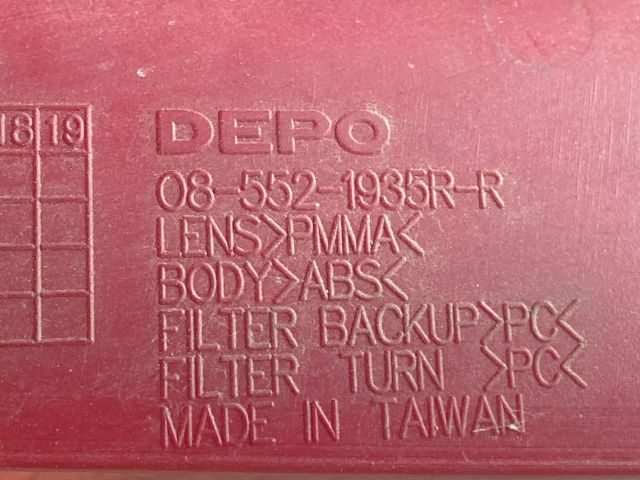 18 19
DEPO
08-552-1935R-R
LENS>PMMA<
BODY>ABS<
FILTER BACKUP>PC<
FILTER TURN >PC<
MADE IN TAIWAN